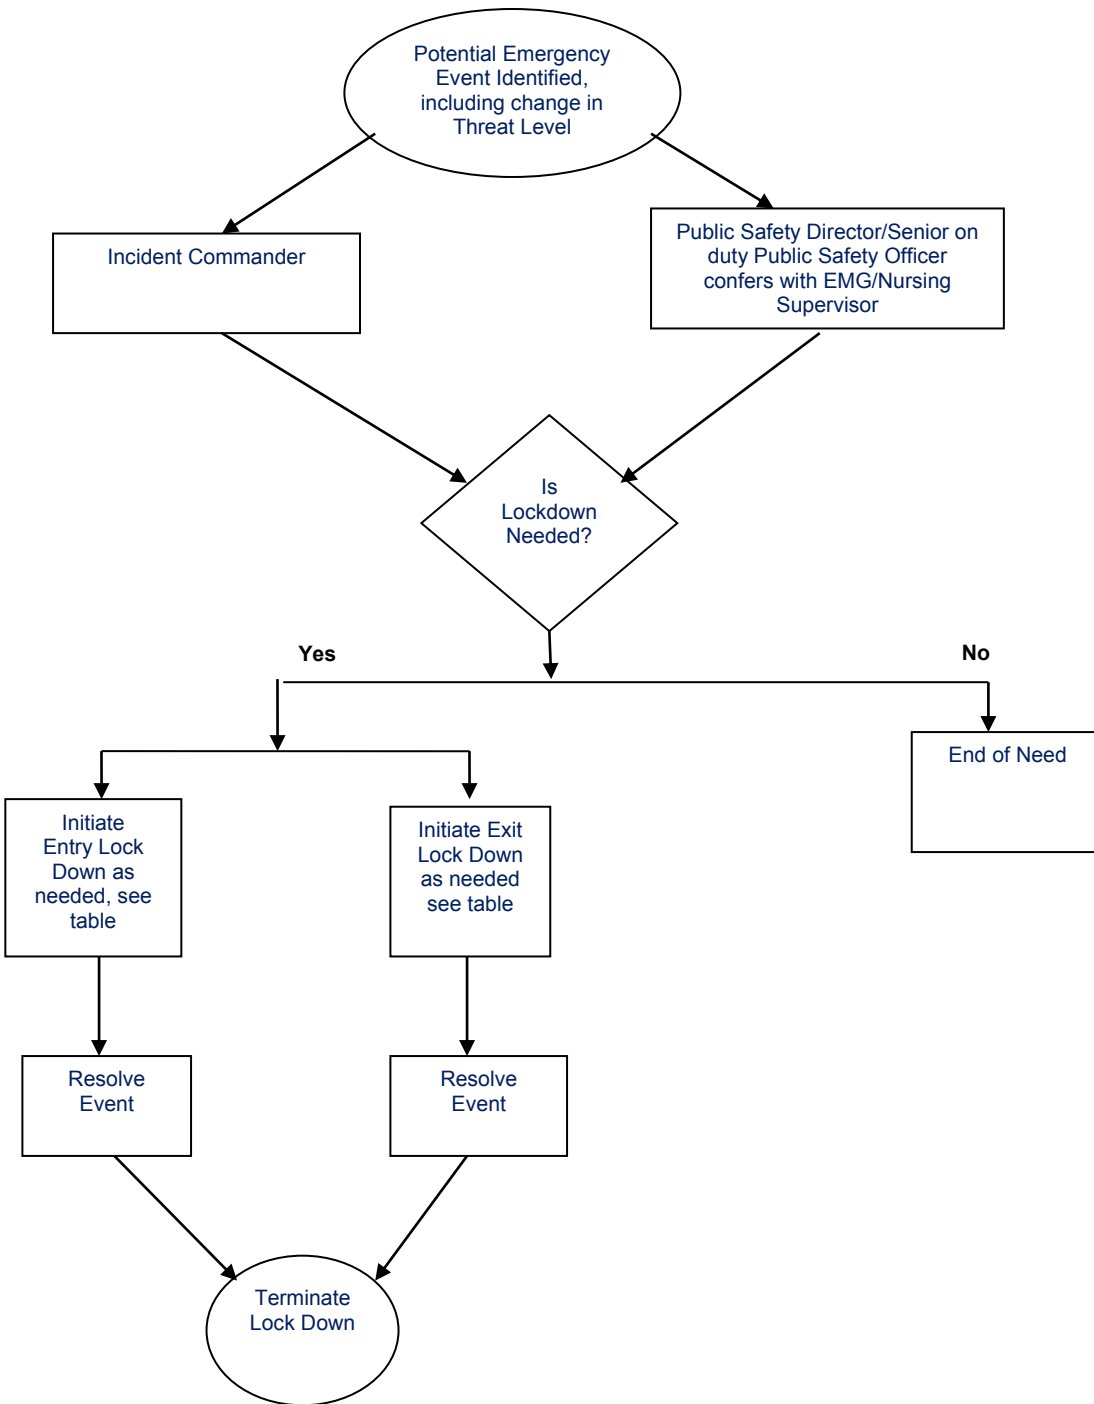 Potential Emergency
Event Identified,
including change in
Threat Level
Incident Commander
Public Safety Director/Senior on
duty Public Safety Officer
confers with EMG/Nursing
Supervisor
Is
Lockdown
Needed?
Yes
No
Initiate
Entry Lock
Down as
needed, see
table
Initiate Exit
Lock Down
as needed
see table
End of Need
Resolve
Event
Resolve
Event
Terminate
Lock Down